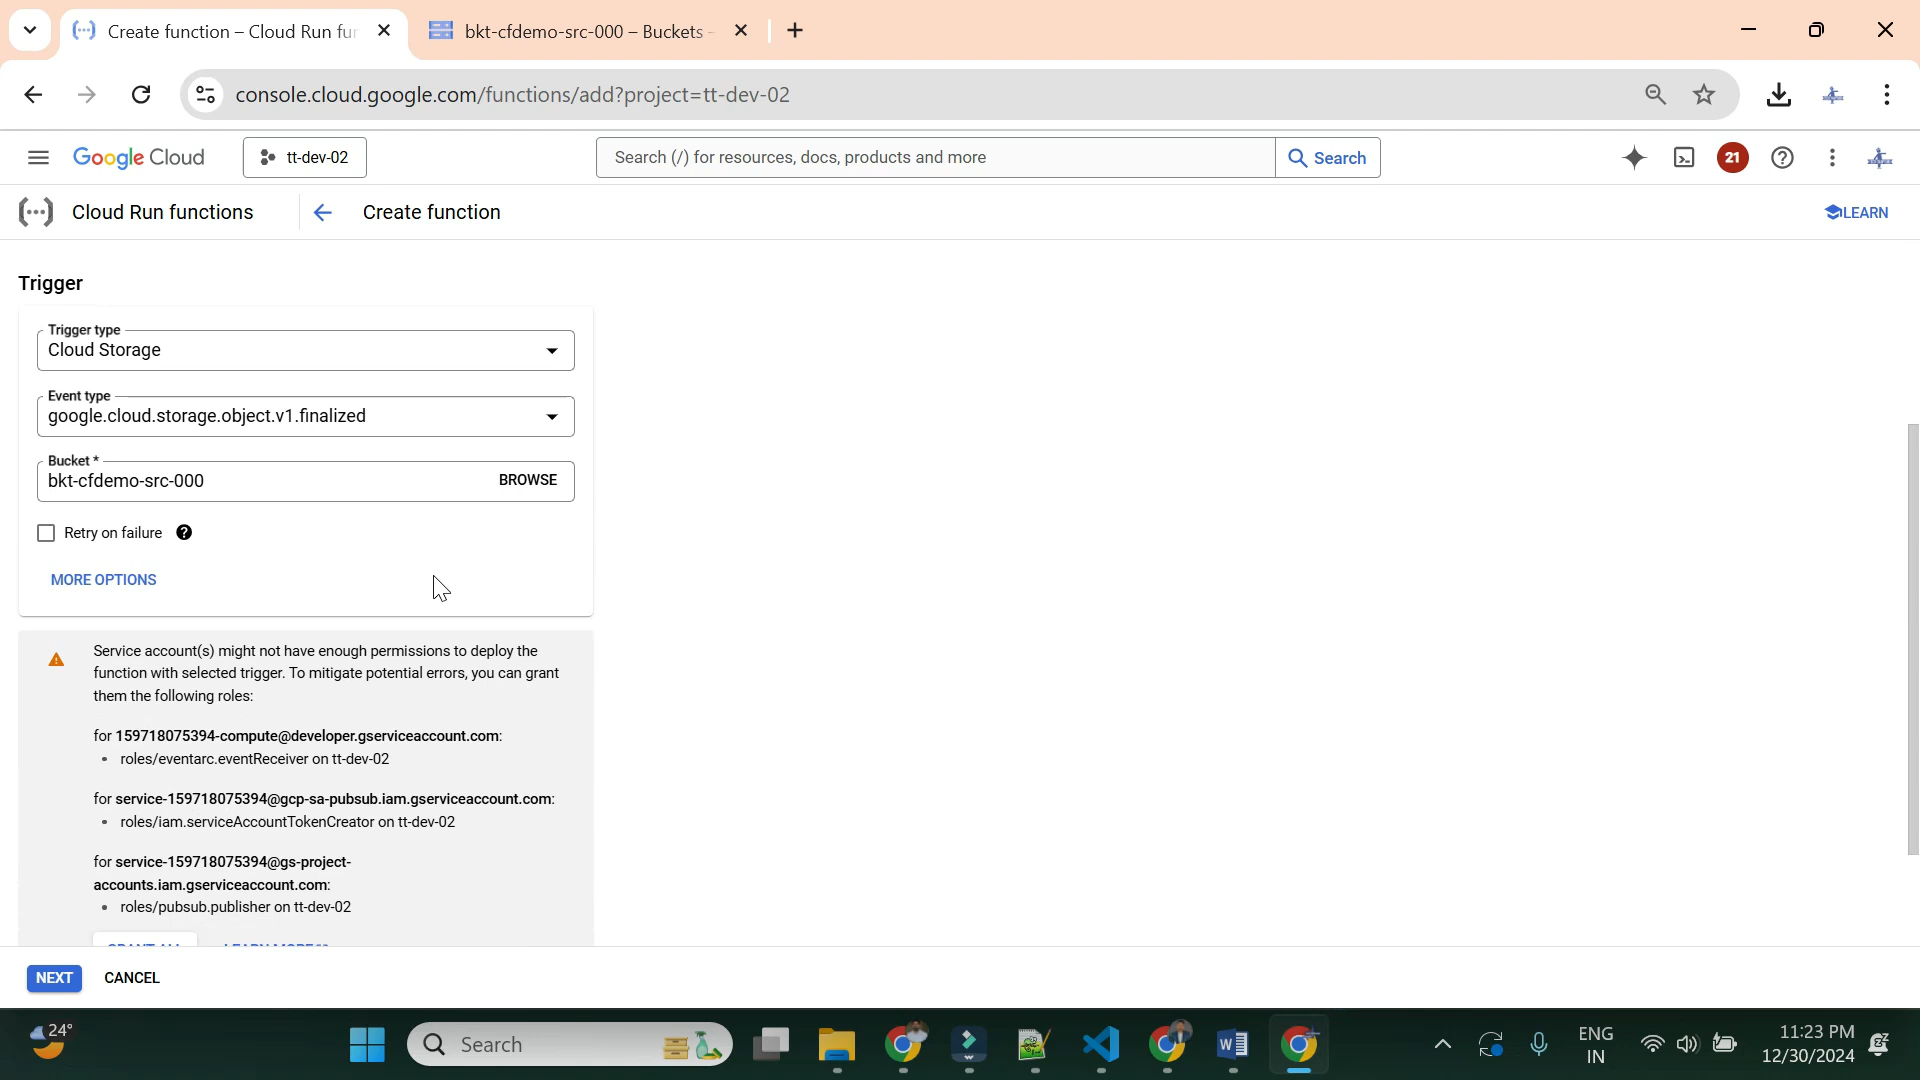 Create function – Cloud Run fun
bkt-cfdemo-src-000 – Buckets -
console.cloud.google.com/functions/add?project=tt-dev-02
Google Cloud
tt-dev-02
Search (/) for resources, docs, products and more
Search
21
Cloud Run functions
Create function
LEARN
Trigger
Trigger type
Cloud Storage
Event type
google.cloud.storage.object.v1.finalized
Bucket *
bkt-cfdemo-src-000
BROWSE
Retry on failure
MORE OPTIONS
Service account(s) might not have enough permissions to deploy the
function with selected trigger. To mitigate potential errors, you can grant
them the following roles:
for 159718075394-compute@developer.gserviceaccount.com:
• roles/eventarc.eventReceiver on tt-dev-02
for service-159718075394@gcp-sa-pubsub.iam.gserviceaccount.com:
• roles/iam.serviceAccountTokenCreator on tt-dev-02
for service-159718075394@gs-project-
accounts.iam.gserviceaccount.com:
• roles/pubsub.publisher on tt-dev-02
GRANT ALL
LEARN MORE
NEXT
CANCEL
24°
Search
ENG
IN
11:23 PM
12/30/2024